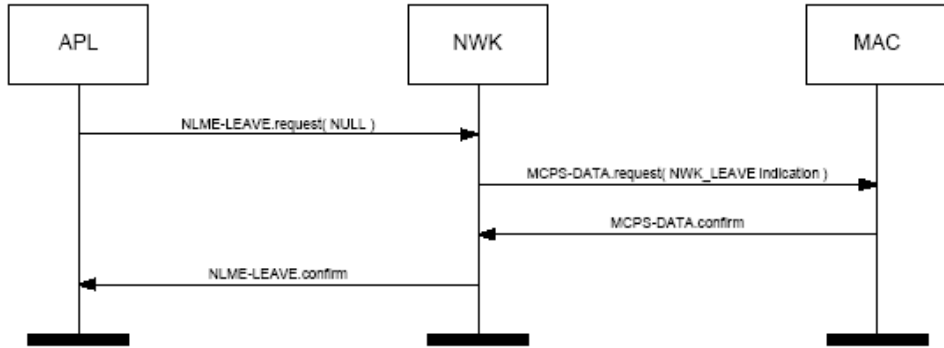 APL
NWK
MAC
NLME-LEAVE.request( NULL )
MCPS-DATA.request( NWK_LEAVE indication )
MCPS-DATA.confirm
NLME-LEAVE.confirm